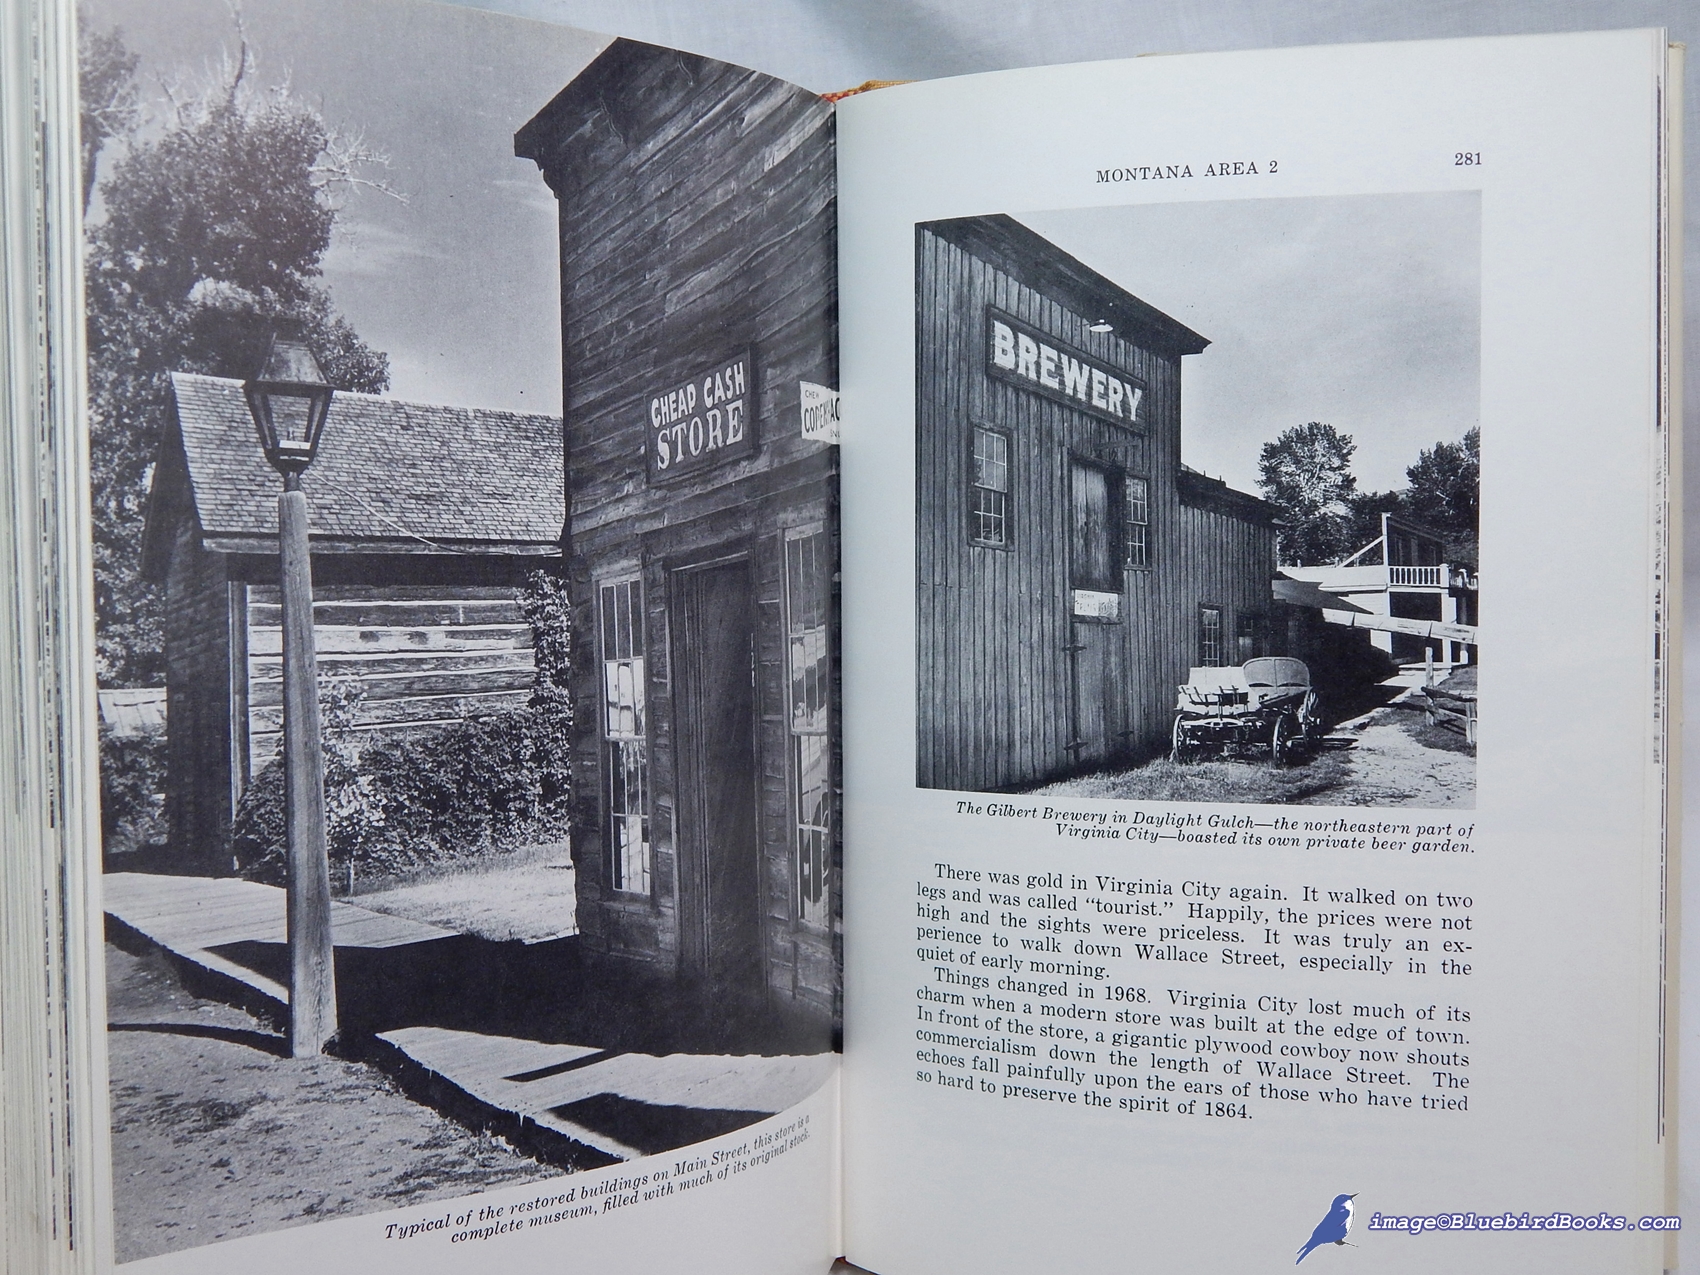 CHEAP CASH
STORE
CHEW
Typical of the restored buildings on Main Street, this store is a
complete museum, filled with much of its original stock.
MONTANA AREA 2
281
BREWERY
The Gilbert Brewery in Daylight Gulch—the northeastern part of
Virginia City—boasted its own private beer garden.
There was gold in Virginia City again. It walked on two
legs and was called “tourist.” Happily, the prices were not
high and the sights were priceless. It was truly an ex-
perience to walk down Wallace Street, especially in the
quiet of early morning.
Things changed in 1968. Virginia City lost much of its
charm when a modern store was built at the edge of town.
In front of the store, a gigantic plywood cowboy now shouts
commercialism down the length of Wallace Street. The
echoes fall painfully upon the ears of those who have tried
so hard to preserve the spirit of 1864.
image©BluebirdBooks.com